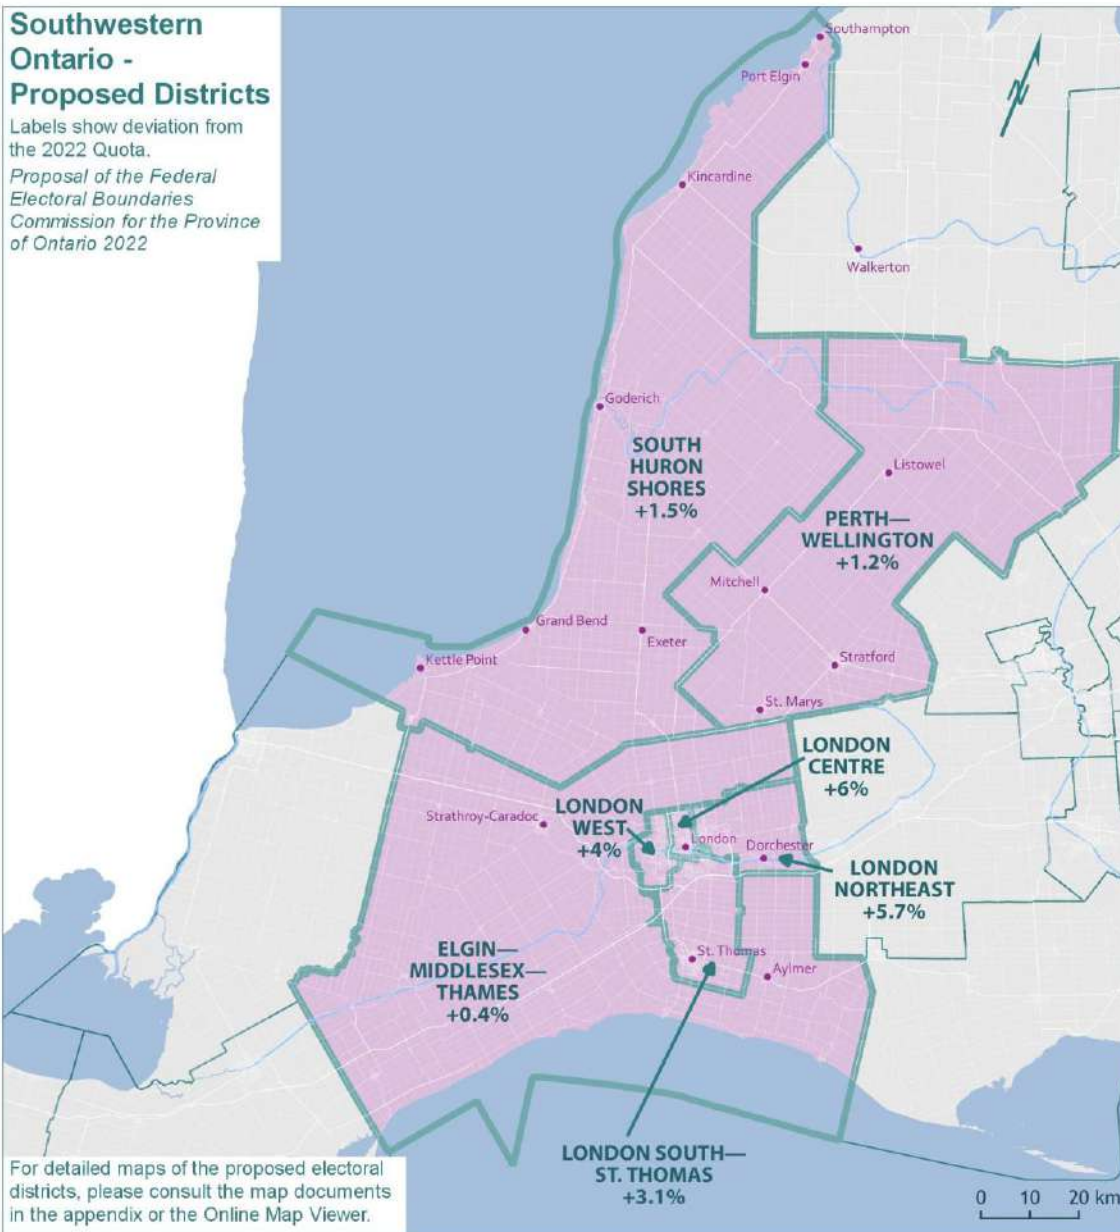 Southwestern
Ontario -
Proposed Districts
Labels show deviation from
the 2022 Quota.
Proposal of the Federal
Electoral Boundaries
Commission for the Province
of Ontario 2022
Southampton
Port Elgin
N
Kincardine
Walkerton
Goderich
SOUTH
HURON
SHORES
+1.5%
Listowel
PERTH—
WELLINGTON
+1.2%
Mitchell
Grand Bend
Exeter
Kettle Point
Stratford
St. Marys
LONDON
CENTRE
+6%
LONDON
WEST
+4%
Strathroy-Caradoc
London
Dorchester
LONDON
NORTHEAST
+5.7%
ELGIN—
MIDDLESEX—
THAMES
+0.4%
St. Thomas
Aylmer
LONDON SOUTH—
ST. THOMAS
+3.1%
For detailed maps of the proposed electoral
districts, please consult the map documents
in the appendix or the Online Map Viewer.
0 10 20 km